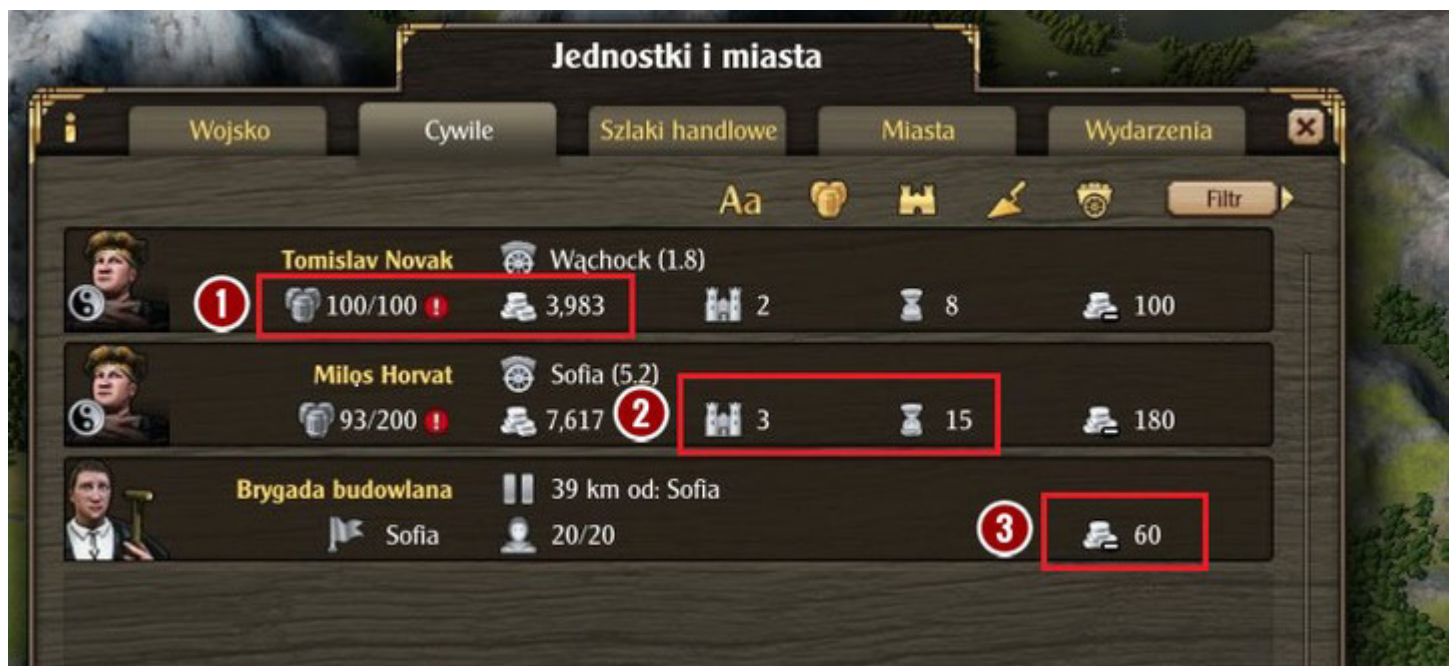 Jednostki i miasta
Wojsko Cywile Szlaki handlowe Miasta Wydarzenia
Aa Filtr
Tomislav Novak Wąchock (1.8)
1 100/100 ! 3,983 2 8 100
Milọs Horvat Sofia (5.2)
93/200 ! 7,617 2 3 15 180
Brygada budowlana 39 km od: Sofia
Sofia 20/20 3 60